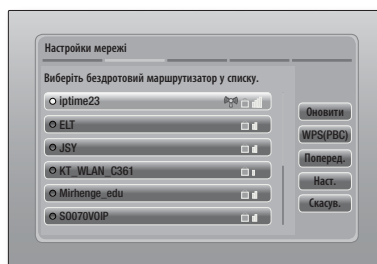 Настройки мережі
Виберіть бездротовий маршрутизатор у списку.
iptime23
ELT
JSY
KT_WLAN_C361
Mirhenge_edu
SO070VOIP
Оновити
WPS(PBC)
Поперед.
Наст.
Скасув.